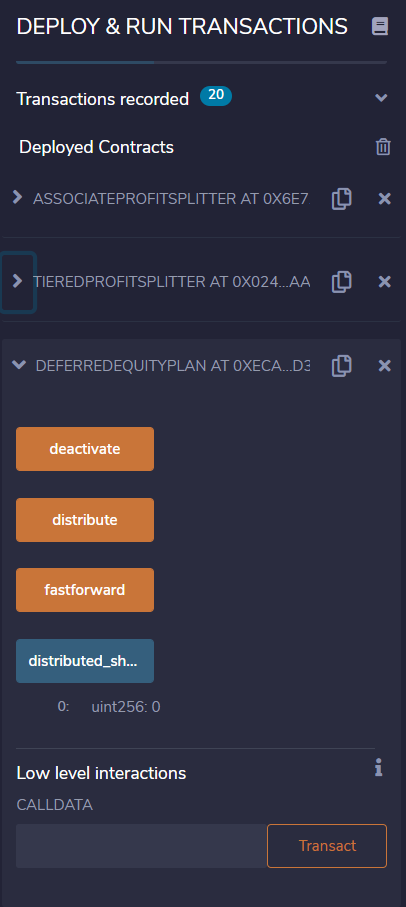 DEPLOY & RUN TRANSACTIONS
Transactions recorded 20
Deployed Contracts
ASSOCIATEPROFITSPLITTER AT 0X6E7
TIEREDPROFITSPLITTER AT 0X024...AA
DEFERREDEQUITYPLAN AT 0XECA...D3
deactivate
distribute
fastforward
distributed_sh...
0: uint256: 0
Low level interactions
CALLDATA
Transact